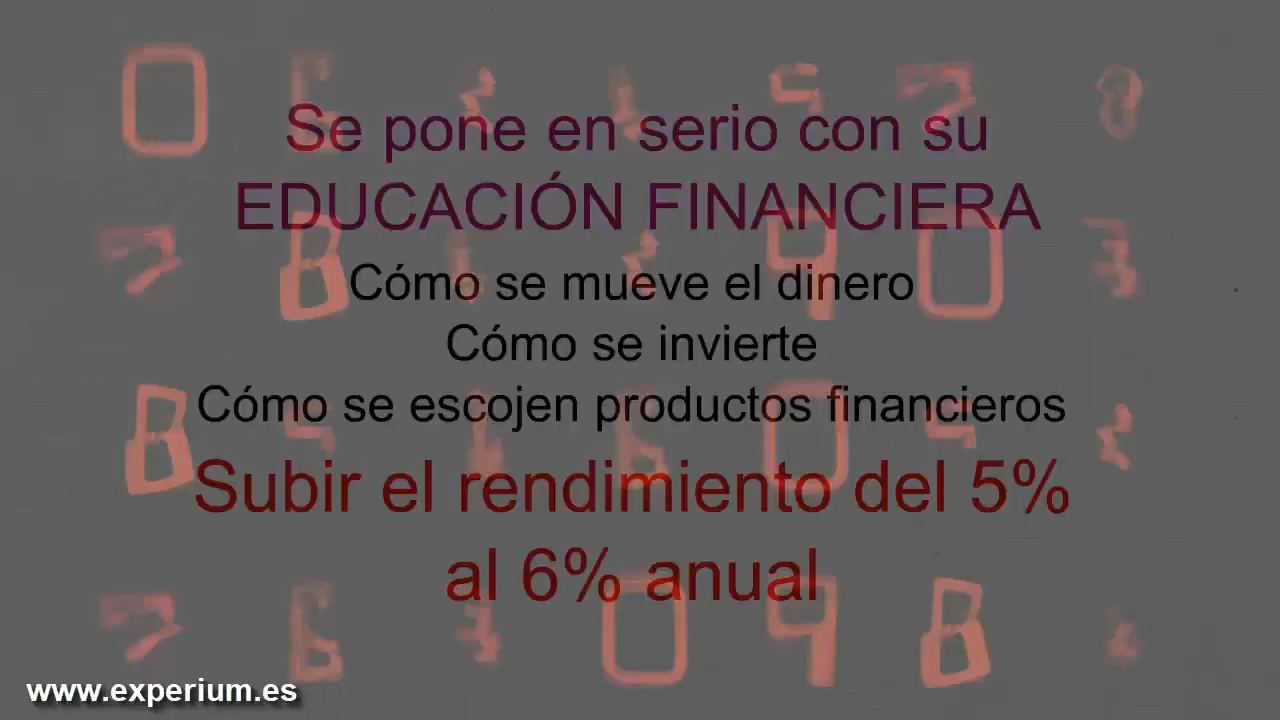 Se pone en serio con su
EDUCACIÓN FINANCIERA
Cómo se mueve el dinero
Cómo se invierte
Cómo se escojen productos financieros
Subir el rendimiento del 5%
al 6% anual
www.experium.es